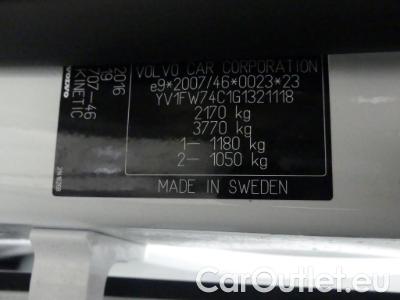 VOLVO CAR CORPORATION
e9*2007/46*0023*23
YV1FW74C1G1321118
2170 kg
3770 kg
1- 1180 kg
2- 1050 kg
MADE IN SWEDEN
VOLVO
2016
19
707-46
KINETIC
CarOutlet.eu